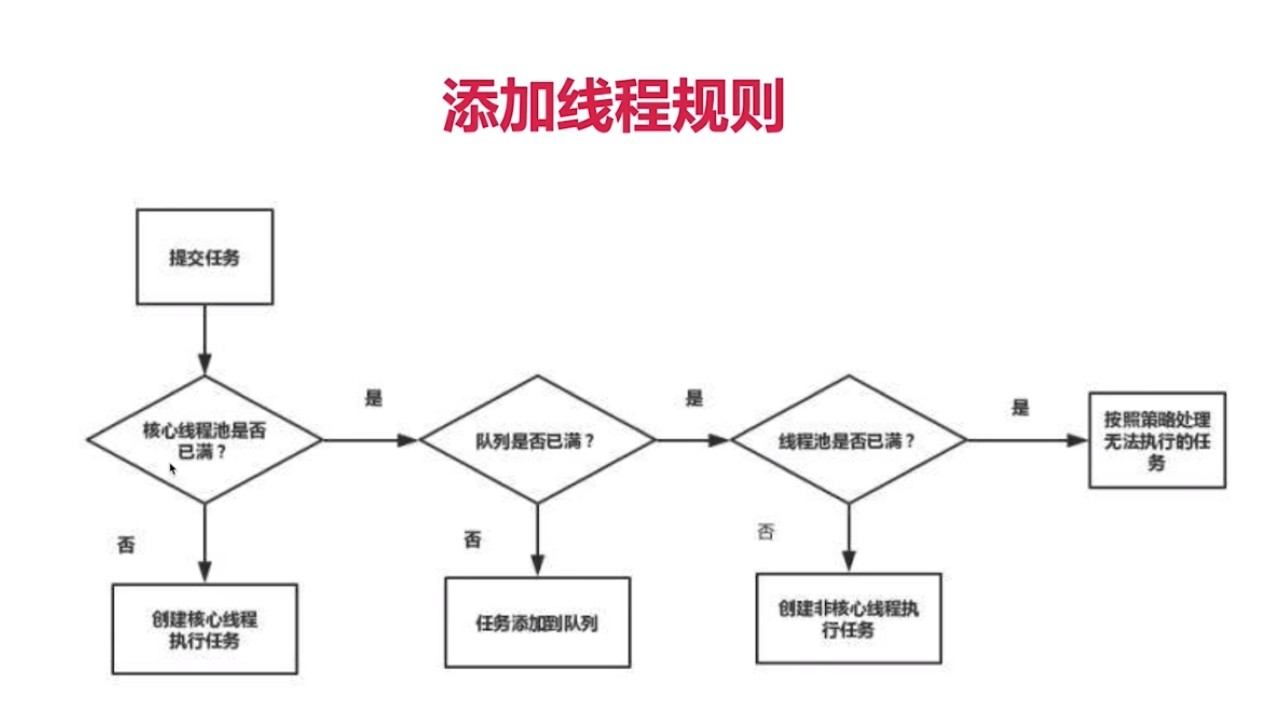 添加线程规则
提交任务
核心线程池是否
已满？
是
队列是否已满？
是
线程池是否已满？
是
按照策略处理
无法执行的任
务
否
创建核心线程
执行任务
否
任务添加到队列
否
创建非核心线程执
行任务